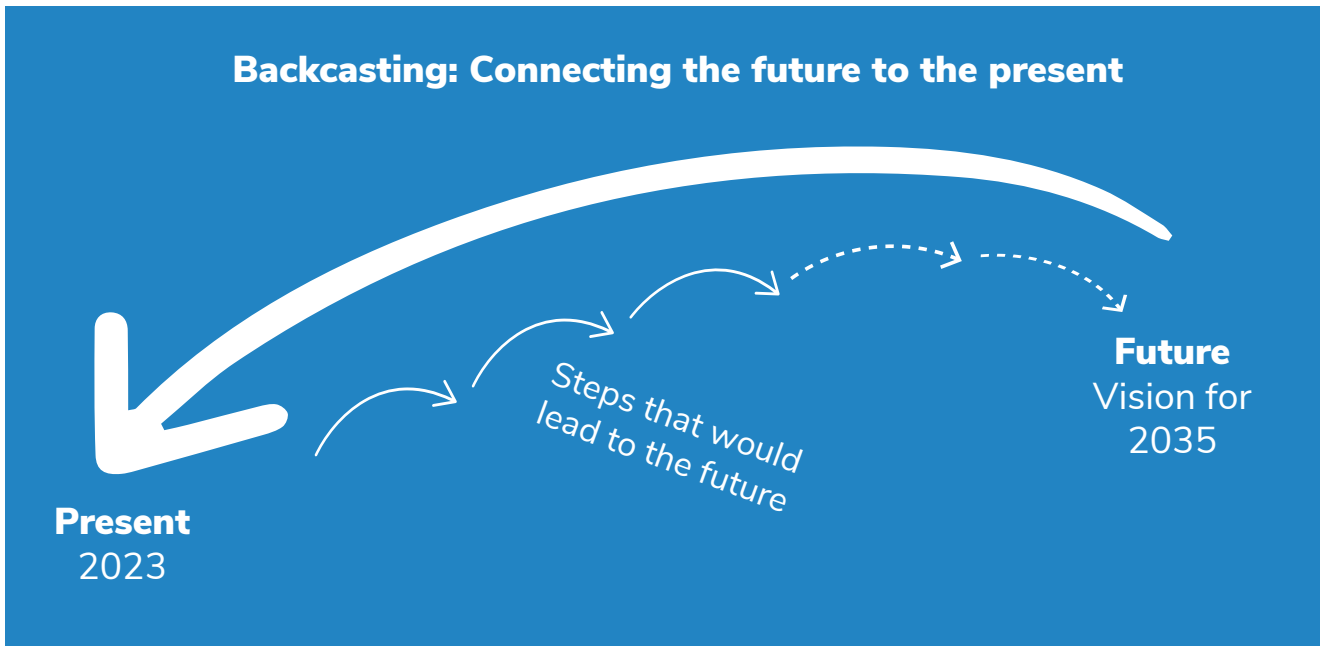 Backcasting: Connecting the future to the present
Steps that would
lead to the future
Future
Vision for
2035
Present
2023